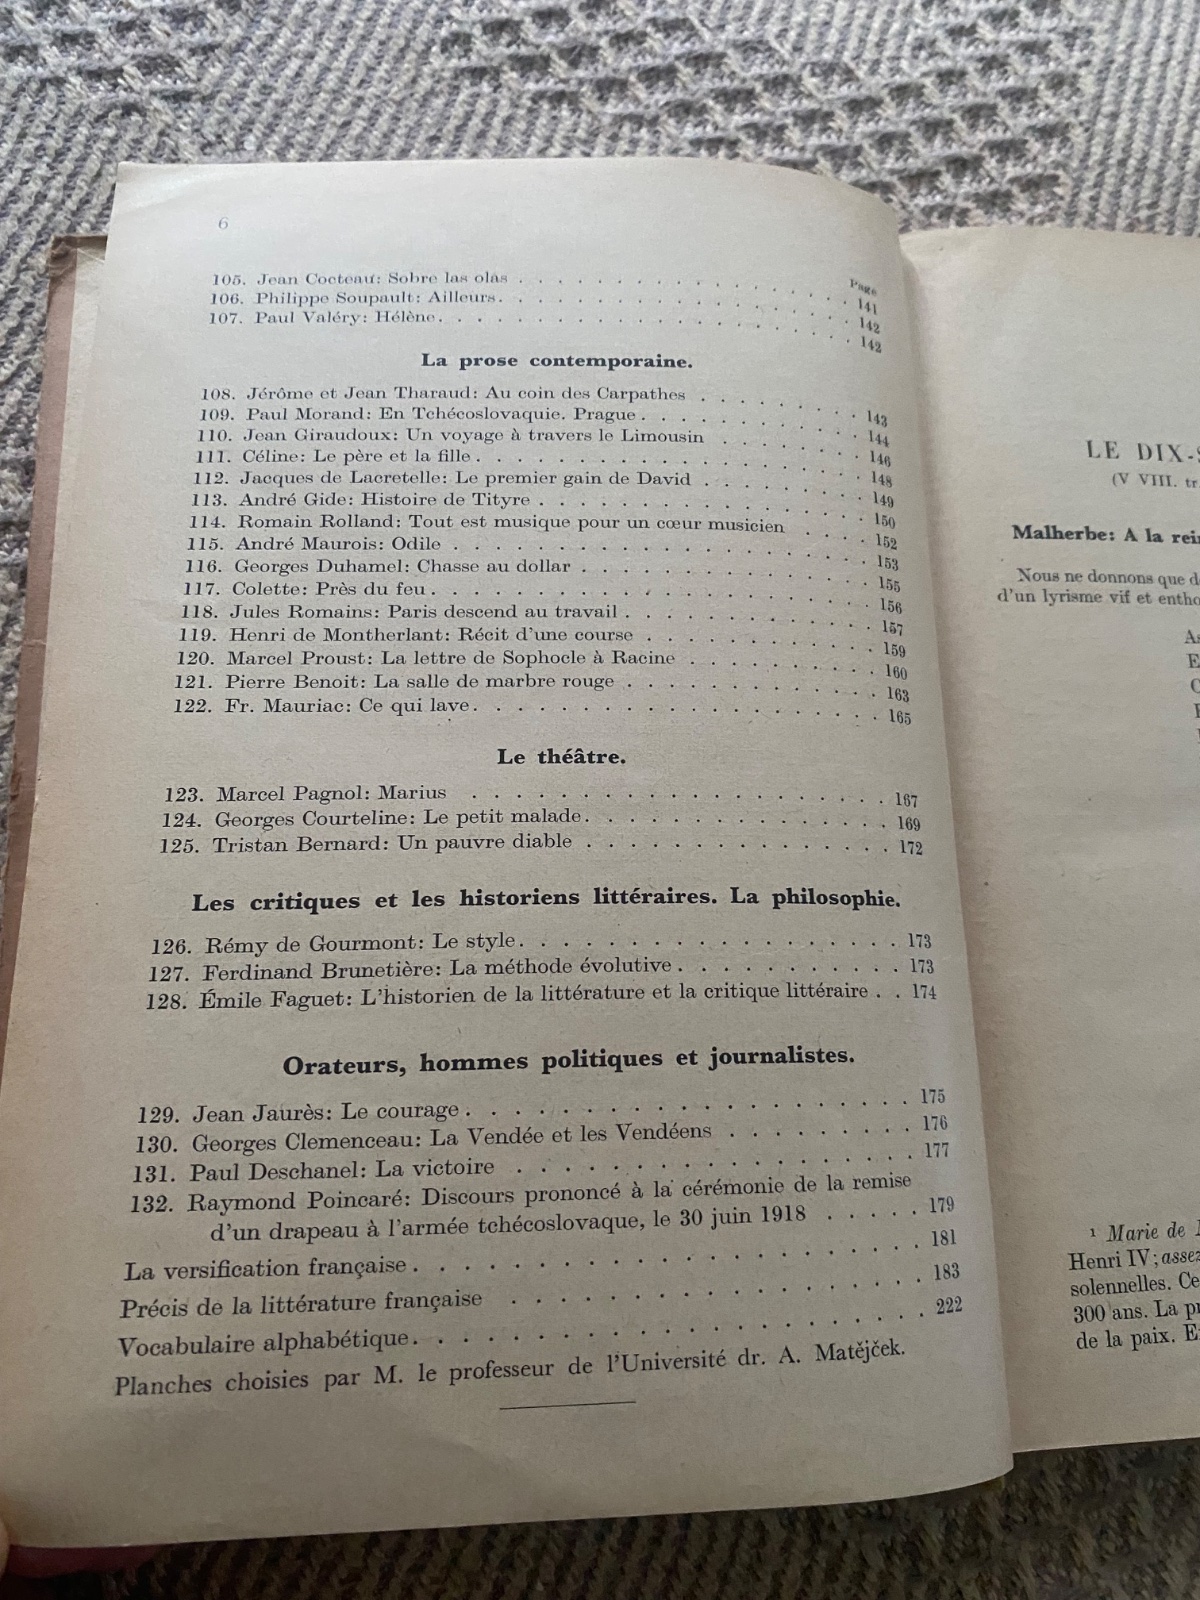 6
Page
105. Jean Cocteau: Sobre las olas . . . . . . . . . . . . . . . . 141
106. Philippe Soupault: Ailleurs. . . . . . . . . . . . . . . . . 142
107. Paul Valéry: Hélène. . . . . . . . . . . . . . . . . . . . . 142
La prose contemporaine.
108. Jérôme et Jean Tharaud: Au coin des Carpathes . . . . . . . 143
109. Paul Morand: En Tchécoslovaquie. Prague . . . . . . . . . . 144
110. Jean Giraudoux: Un voyage à travers le Limousin . . . . . . 146
111. Céline: Le père et la fille . . . . . . . . . . . . . . . . 148
112. Jacques de Lacretelle: Le premier gain de David . . . . . . 149
113. André Gide: Histoire de Tityre . . . . . . . . . . . . . . 150
114. Romain Rolland: Tout est musique pour un cœur musicien . . . . 152
115. André Maurois: Odile . . . . . . . . . . . . . . . . . . . 153
116. Georges Duhamel: Chasse au dollar . . . . . . . . . . . . . 155
117. Colette: Près du feu . . . . . . . . . . . . . . . . . . . 156
118. Jules Romains: Paris descend au travail . . . . . . . . . . 157
119. Henri de Montherlant: Récit d'une course . . . . . . . . . 159
120. Marcel Proust: La lettre de Sophocle à Racine . . . . . . . 160
121. Pierre Benoit: La salle de marbre rouge . . . . . . . . . . 163
122. Fr. Mauriac: Ce qui lave. . . . . . . . . . . . . . . . . . 165
Le théâtre.
123. Marcel Pagnol: Marius . . . . . . . . . . . . . . . . . . 167
124. Georges Courteline: Le petit malade. . . . . . . . . . . . 169
125. Tristan Bernard: Un pauvre diable . . . . . . . . . . . . 172
Les critiques et les historiens littéraires. La philosophie.
126. Rémy de Gourmont: Le style. . . . . . . . . . . . . . . . 173
127. Ferdinand Brunetière: La méthode évolutive . . . . . . . . . 173
128. Émile Faguet: L'historien de la littérature et la critique littéraire . . 174
Orateurs, hommes politiques et journalistes.
129. Jean Jaurès: Le courage . . . . . . . . . . . . . . . . . 175
130. Georges Clemenceau: La Vendée et les Vendéens . . . . . . . . 176
131. Paul Deschanel: La victoire . . . . . . . . . . . . . . . 177
132. Raymond Poincaré: Discours prononcé à la cérémonie de la remise
d'un drapeau à l'armée tchécoslovaque, le 30 juin 1918 . . . . . 179
La versification française . . . . . . . . . . . . . . . . . . 181
Précis de la littérature française . . . . . . . . . . . . . . 183
Vocabulaire alphabétique. . . . . . . . . . . . . . . . . . . 222
Planches choisies par M. le professeur de l'Université dr. A. Matějček.
LE DIX-
(V VIII. tr
Malherbe: A la rei
Nous ne donnons que d
d'un lyrisme vif et entho
As
E
C
¹ Marie de
Henri IV; assez
solennelles. Ce
300 ans. La p
de la paix. E